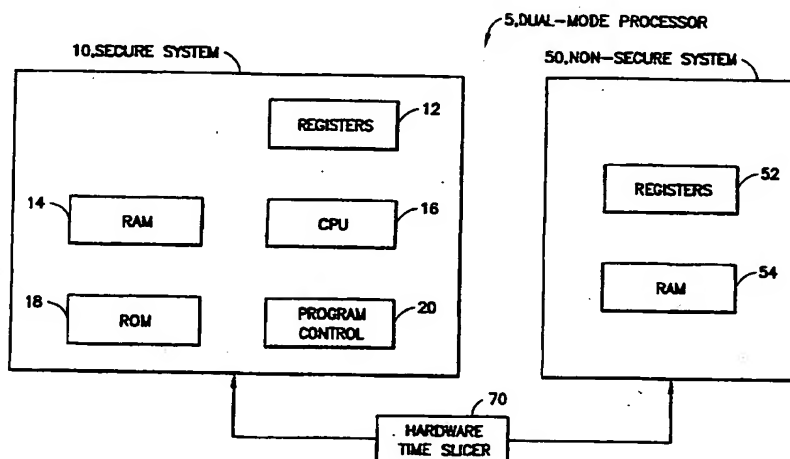 5,DUAL-MODE PROCESSOR
10,SECURE SYSTEM
50,NON-SECURE SYSTEM
12
REGISTERS
52
REGISTERS
14
RAM
16
CPU
54
RAM
18
ROM
20
PROGRAM
CONTROL
70
HARDWARE
TIME SLICER